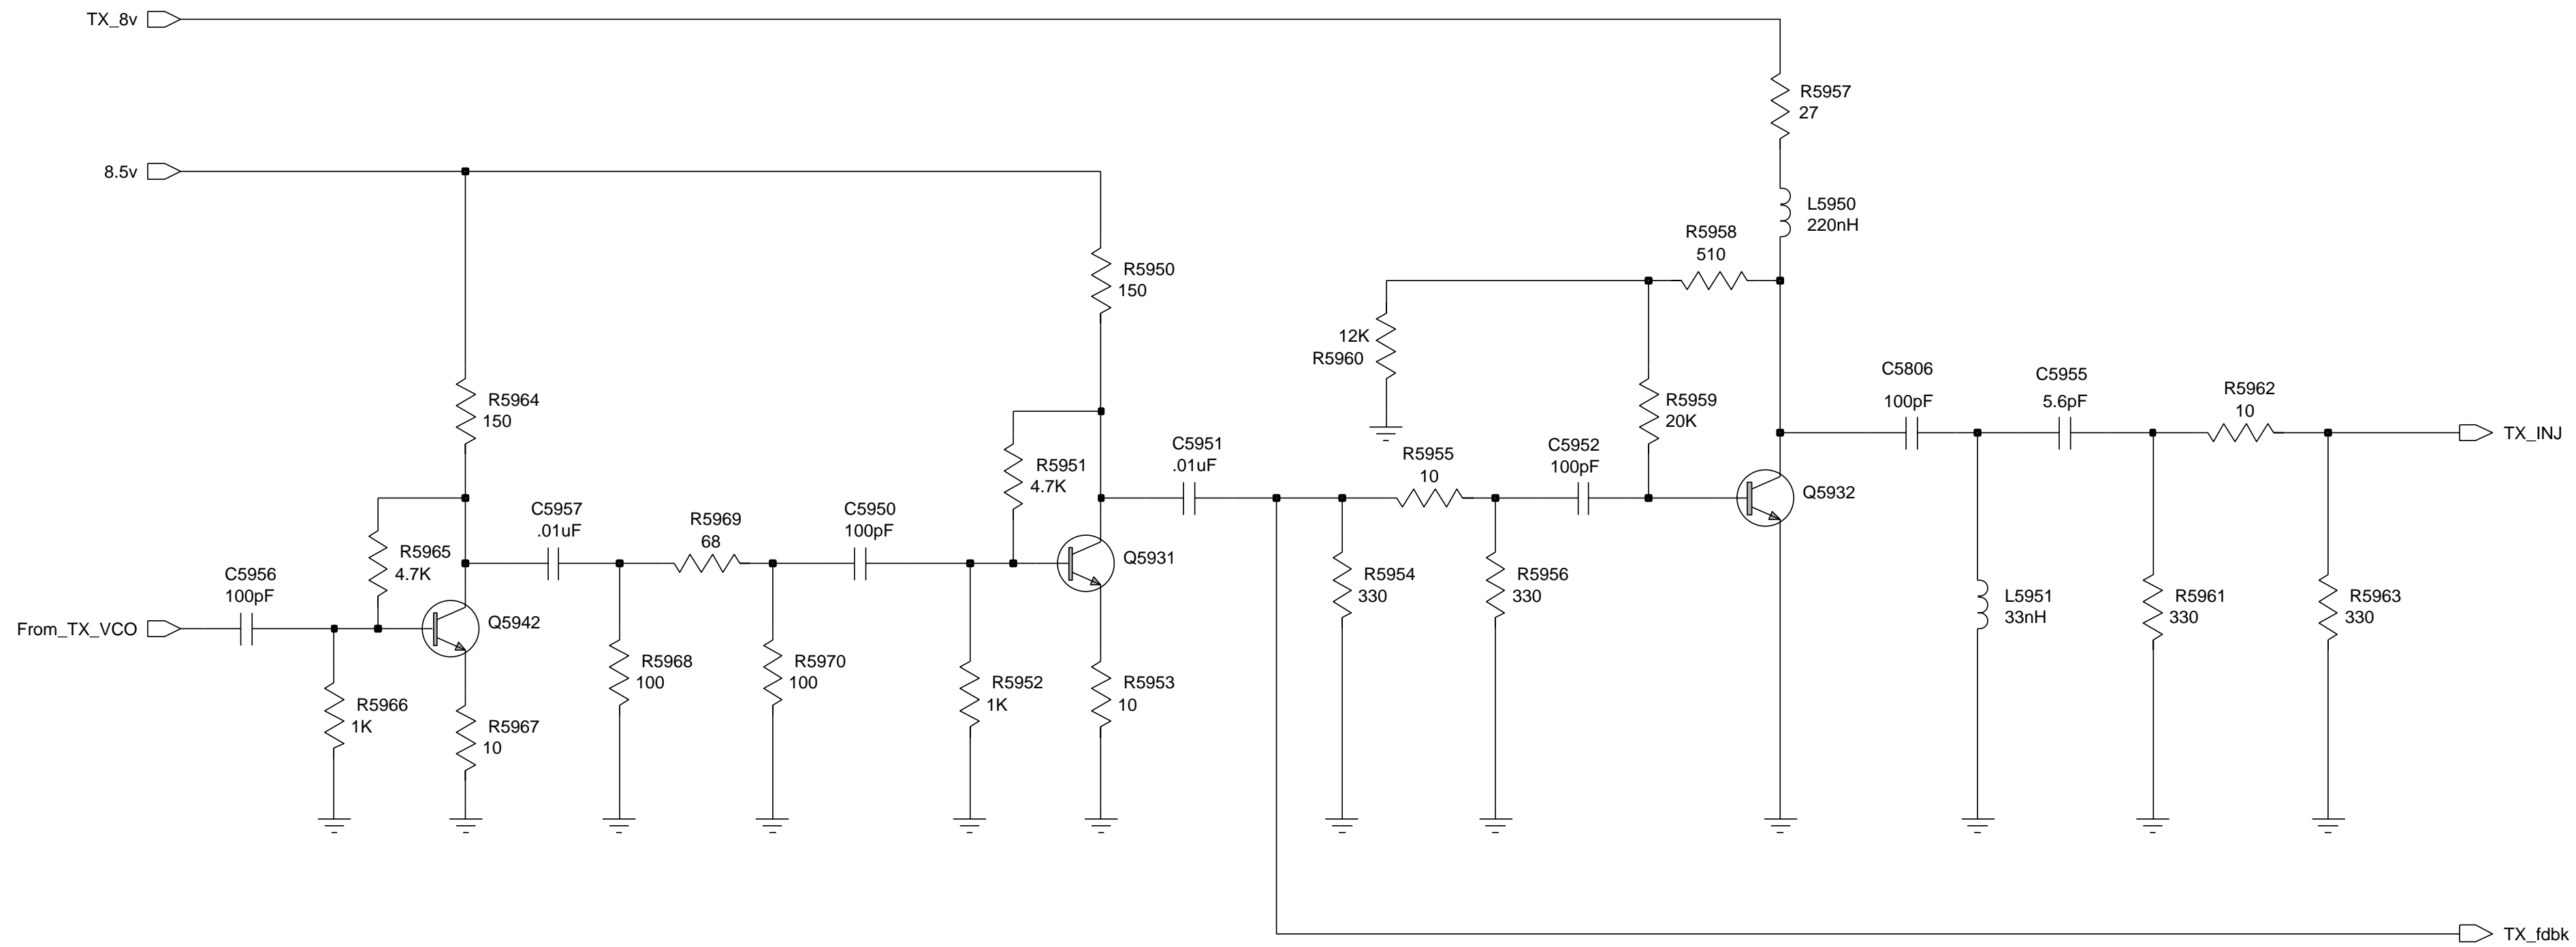 TX_8v
R5957
27
8.5v
L5950
220nH
R5958
510
R5950
150
12K
R5960
R5964
150
R5959
20K
C5806
100pF
C5955
5.6pF
R5962
10
TX_INJ
R5951
4.7K
C5951
.01uF
R5955
10
C5952
100pF
Q5932
C5957
.01uF
R5969
68
C5950
100pF
Q5931
R5965
4.7K
C5956
100pF
From_TX_VCO
Q5942
R5954
330
R5956
330
L5951
33nH
R5961
330
R5963
330
R5966
1K
R5967
10
R5968
100
R5970
100
R5952
1K
R5953
10
TX_fdbk